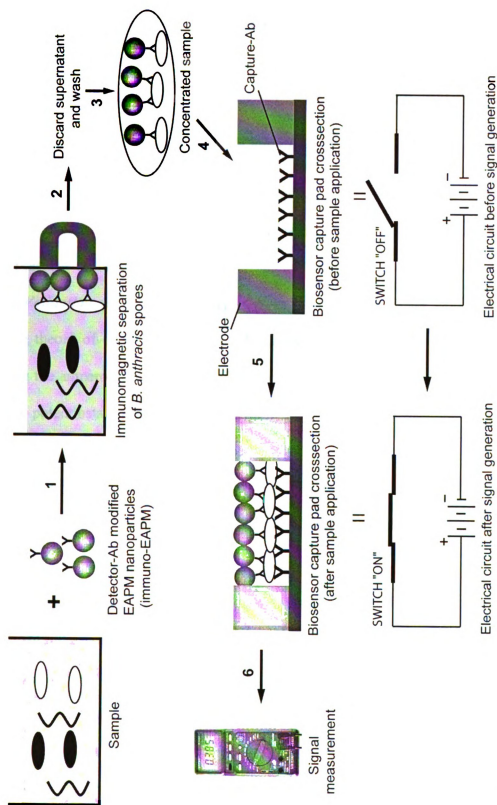 Sample
+
Detector-Ab modified
EAPM nanoparticles
(immuno-EAPM)
1
Immunomagnetic separation
of B. anthracis spores
2
Discard supernatant
and wash
3
Concentrated sample
4
Signal
measurement
6
Biosensor capture pad crosssection
(after sample application)
5
Electrode
Capture-Ab
Biosensor capture pad crosssection
(before sample application)
=
=
SWITCH "ON"
+
−
Electrical circuit after signal generation
SWITCH "OFF"
+
−
Electrical circuit before signal generation